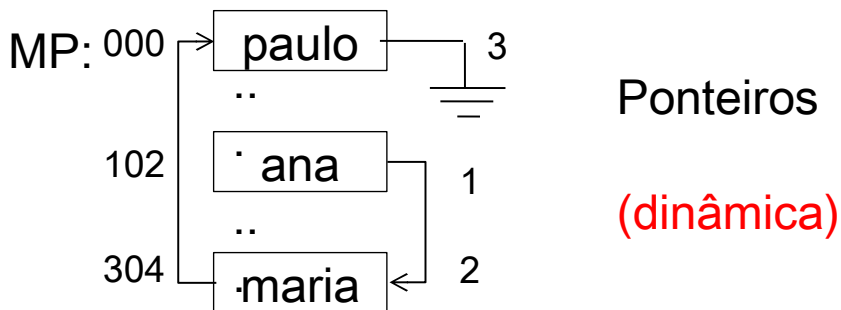 MP: 000 paulo 3
..
Ponteiros
102 . ana 1
(dinâmica)
..
304 .maria 2